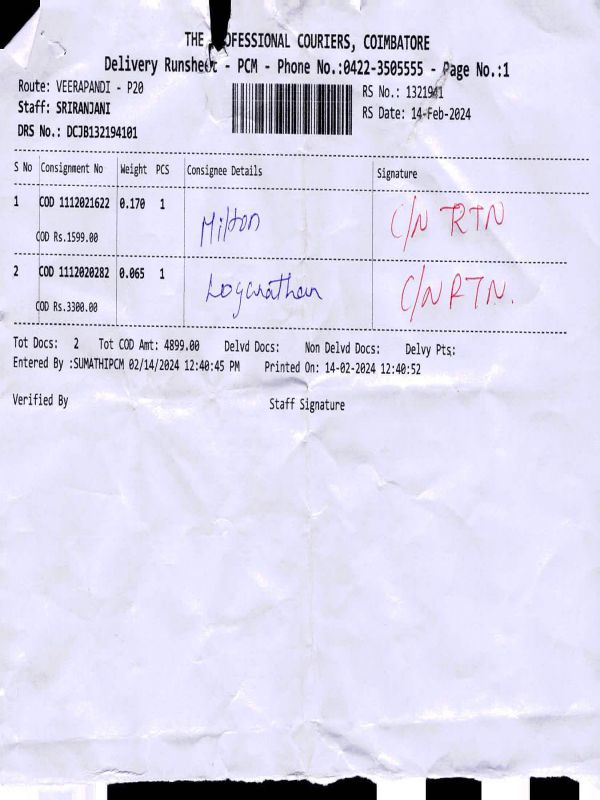 THE PROFESSIONAL COURIERS, COIMBATORE
Delivery Runsheet - PCM - Phone No.:0422-3505555 - Page No.:1
Route: VEERAPANDI - P20 RS No.: 1321941
Staff: SRIRANJANI RS Date: 14-Feb-2024
DRS No.: DCJB132194101
S No Consignment No Weight PCS Consignee Details Signature
1 COD 1112021622 0.170 1 Milton C/N RTN
COD Rs.1599.00
2 COD 1112020282 0.065 1 Logarathan C/N RTN.
COD Rs.3300.00
Tot Docs: 2 Tot COD Amt: 4899.00 Delvd Docs: Non Delvd Docs: Delvy Pts:
Entered By :SUMATHIPCM 02/14/2024 12:40:45 PM Printed On: 14-02-2024 12:40:52
Verified By Staff Signature